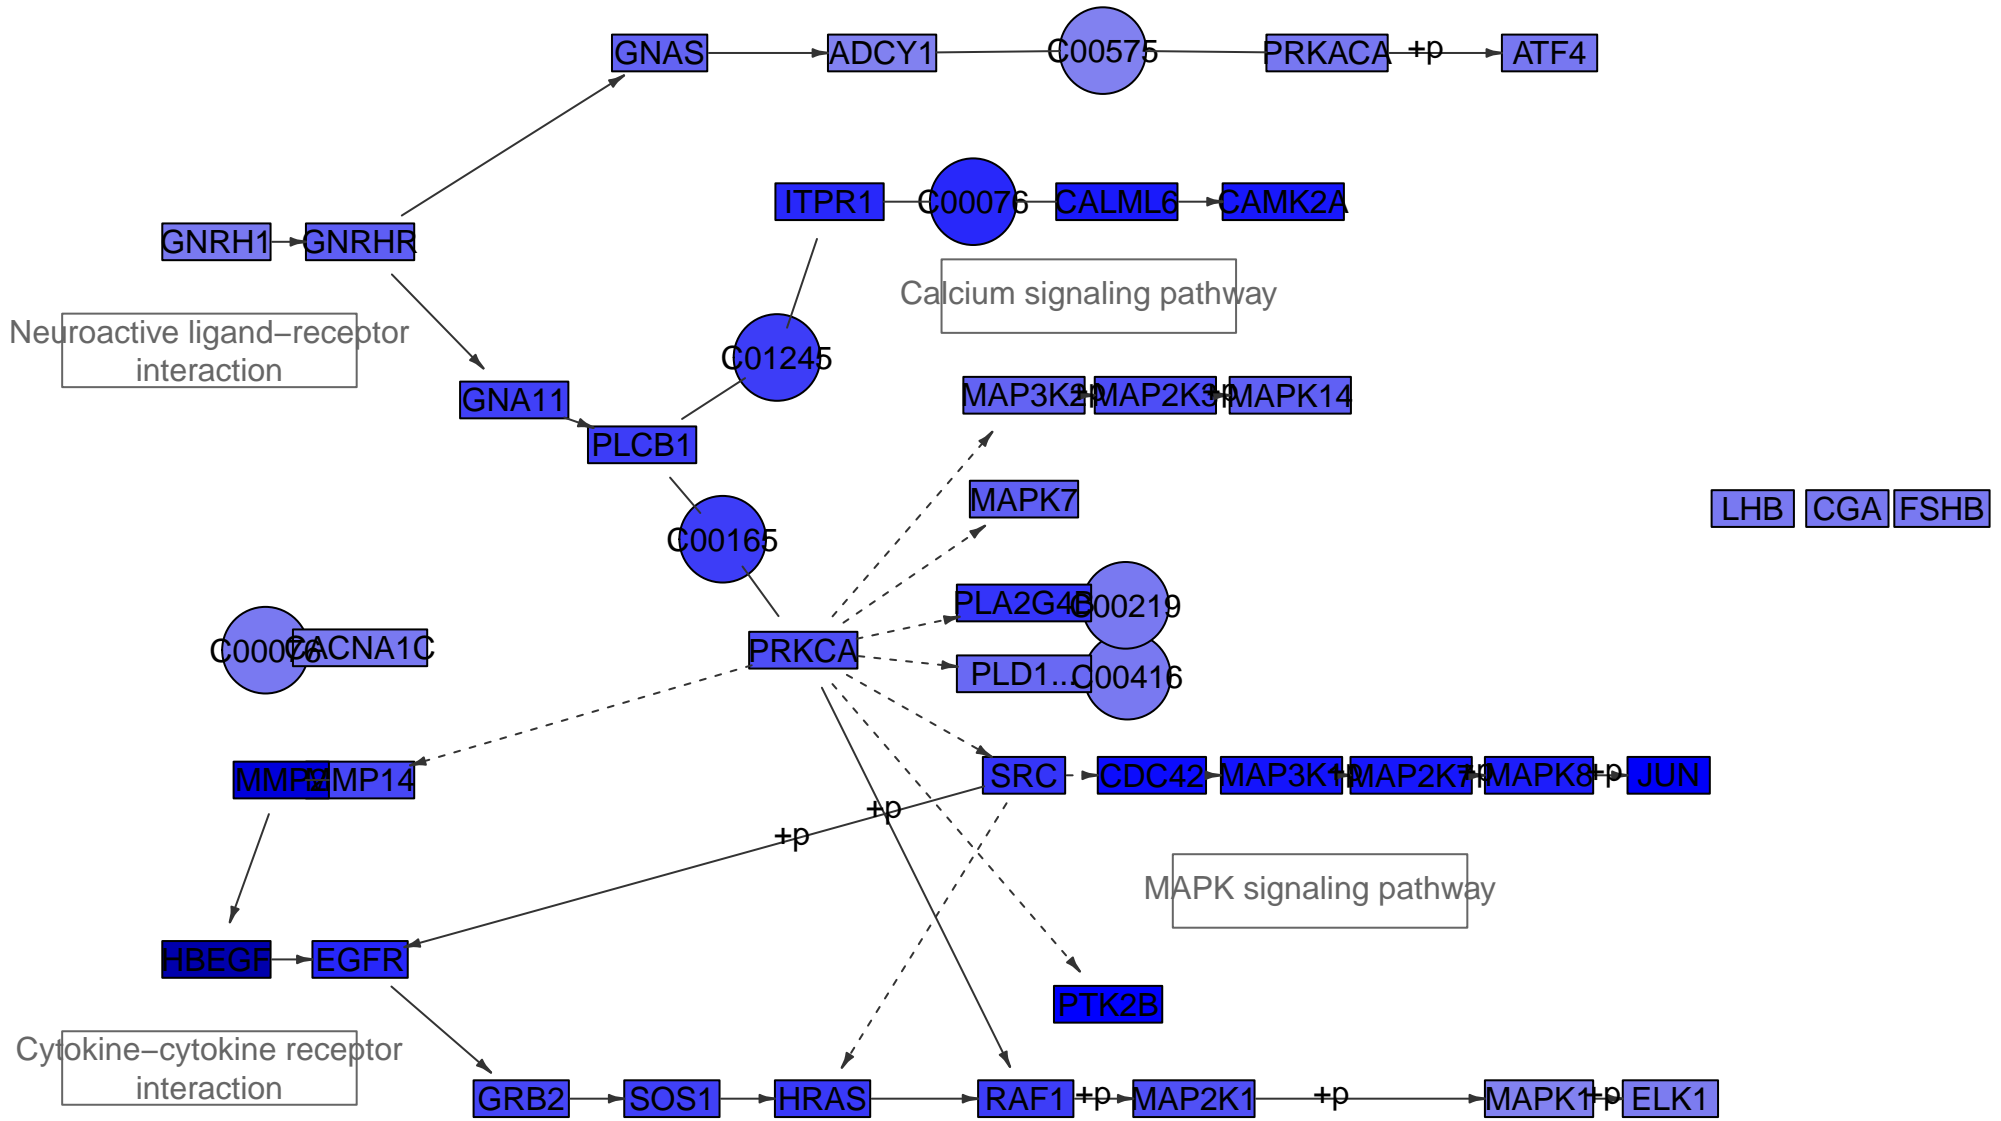 GNAS
ADCY1
C00575
PRKACA
+p
ATF4
ITPR1
C00076
CALML6
CAMK2A
GNRH1
GNRHR
Calcium signaling pathway
Neuroactive ligand–receptor
interaction
C01245
GNA11
PLCB1
MAP3K2
+p
MAP2K3
+p
MAPK14
MAPK7
LHB
CGA
FSHB
C00165
PLA2G4B
C00219
C00076
CACNA1C
PRKCA
PLD1...
C00416
MMP2
MMP14
SRC
CDC42
MAP3K1
+p
MAP2K7
+p
MAPK8
+p
JUN
+p
+p
MAPK signaling pathway
HBEGF
EGFR
PTK2B
Cytokine–cytokine receptor
interaction
GRB2
SOS1
HRAS
RAF1
+p
MAP2K1
+p
MAPK1
+p
ELK1